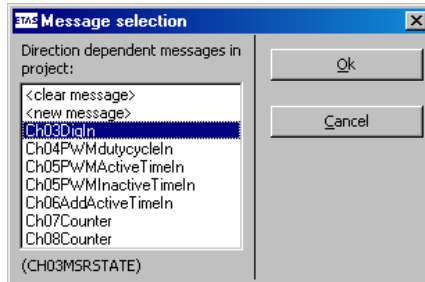 ETAS Message selection
Direction dependent messages in
project:
Ok
<clear message>
<new message>
Ch03DigIn
Cancel
Ch04PWMdutycycleIn
Ch05PWMActiveTimeIn
Ch05PWMInactiveTimeIn
Ch06AddActiveTimeIn
Ch07Counter
Ch08Counter
(CH03MSRSTATE)